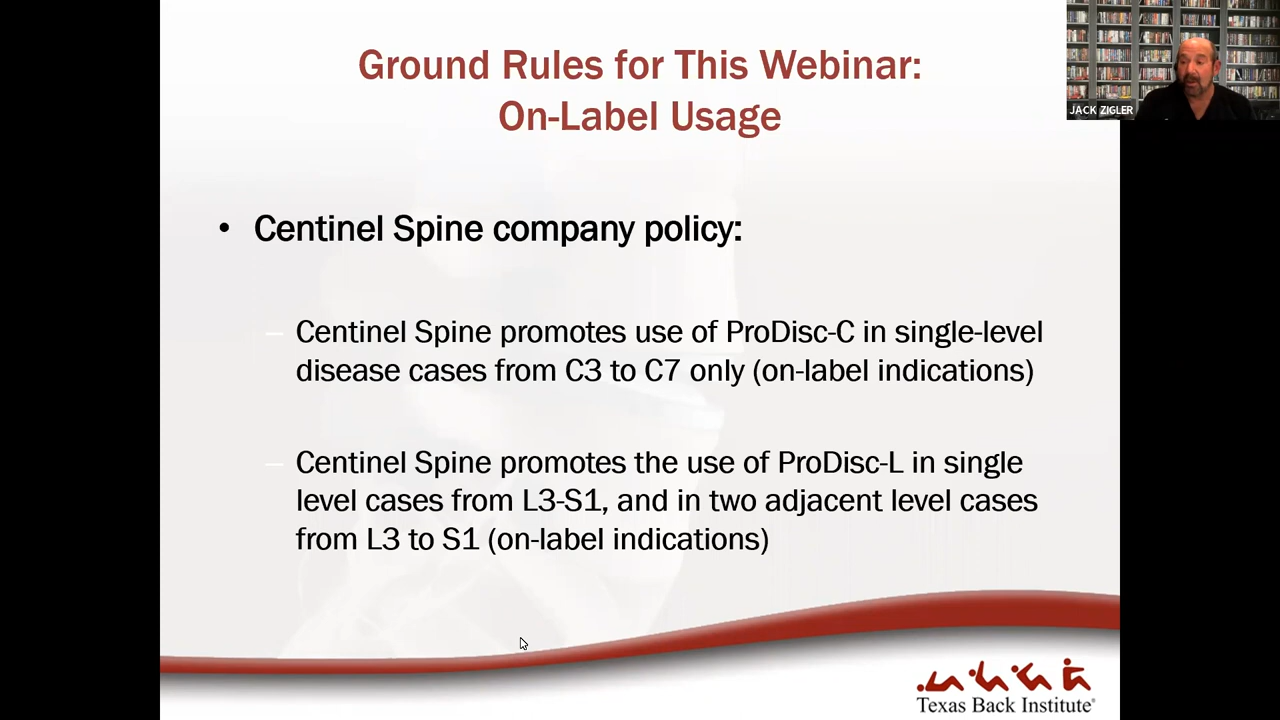 Ground Rules for This Webinar:
On-Label Usage
JACK ZIGLER
• Centinel Spine company policy:
– Centinel Spine promotes use of ProDisc-C in single-level
disease cases from C3 to C7 only (on-label indications)
– Centinel Spine promotes the use of ProDisc-L in single
level cases from L3-S1, and in two adjacent level cases
from L3 to S1 (on-label indications)
Texas Back Institute®